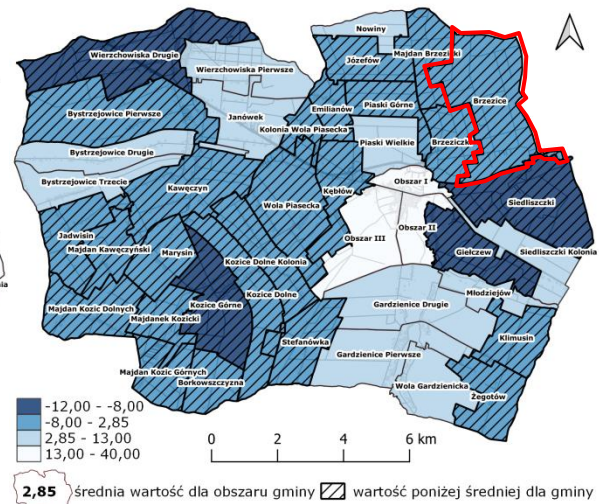 Nowiny
Wierzchowiska Drugie
Majdan Brzezicki
Józefów
Wierzchowiska Pierwsze
Brzezice
Piaski Górne
Emilianów
Bystrzejowice Pierwsze
Janówek
Kolonia Wola Piasecka
Piaski Wielkie
Brzeziczki
Bystrzejowice Drugie
Obszar I
Bystrzejowice Trzecie
Kawęczyn
Kębłów
Siedliszczki
Wola Piasecka
Obszar II
Jadwisin
Obszar III
Majdan Kawęczyński
Marysin
Giełczew
Siedliszczki Kolonia
Kozice Dolne Kolonia
Młodziejów
Kozice Dolne
Majdan Kozic Dolnych
Kozice Górne
Gardzienice Drugie
Majdanek Kozicki
Klimusin
Stefanówka
Gardzienice Pierwsze
Majdan Kozic Górnych
Borkowszczyzna
Wola Gardzienicka
Żegotów
-12,00 - -8,00
-8,00 - 2,85
2,85 - 13,00
13,00 - 40,00
0 2 4 6 km
2,85 średnia wartość dla obszaru gminy wartość poniżej średniej dla gminy